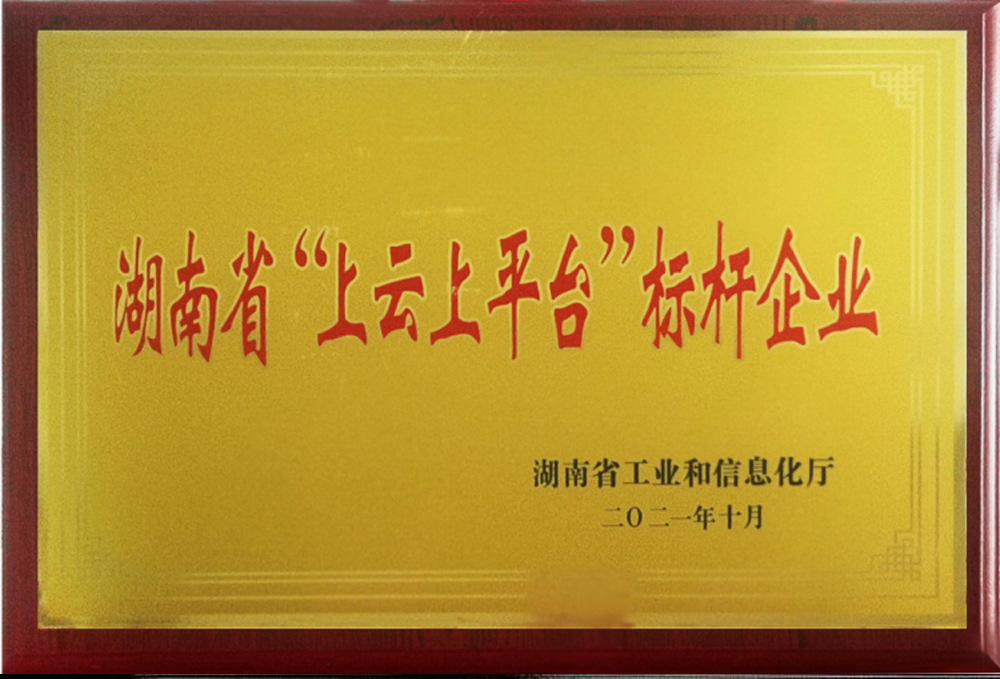 湖南省“上云上平台”标杆企业
湖南省工业和信息化厅
二〇二一年十月